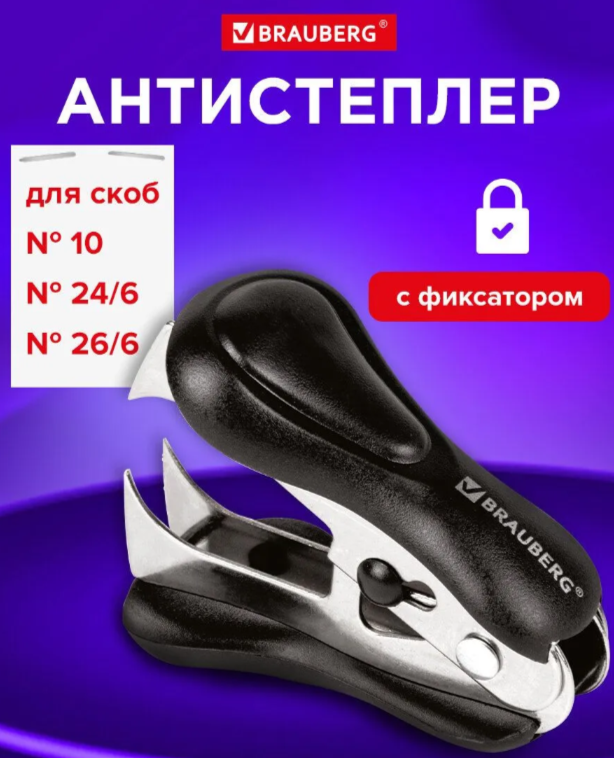 BRAUBERG®
АНТИСТЕПЛЕР
для скоб
№ 10
№ 24/6
№ 26/6
с фиксатором
BRAUBERG®